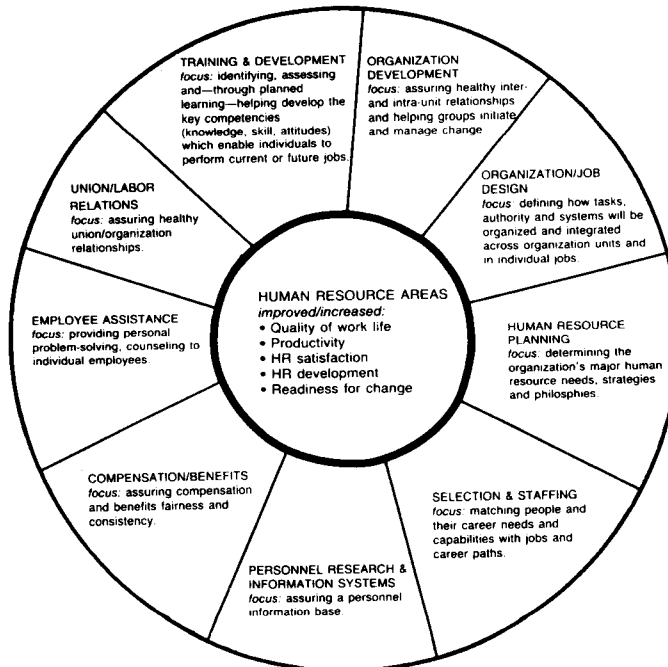 TRAINING & DEVELOPMENT
focus: identifying, assessing
and—through planned
learning—helping develop the
key competencies
(knowledge, skill, attitudes)
which enable individuals to
perform current or future jobs.
ORGANIZATION
DEVELOPMENT
focus: assuring healthy inter-
and intra-unit relationships
and helping groups initiate
and manage change
ORGANIZATION/JOB
DESIGN
focus: defining how tasks,
authority and systems will be
organized and integrated
across organization units and
in individual jobs.
HUMAN RESOURCE
PLANNING
focus: determining the
organization's major human
resource needs, strategies
and philosphies.
SELECTION & STAFFING
focus: matching people and
their career needs and
capabilities with jobs and
career paths.
PERSONNEL RESEARCH &
INFORMATION SYSTEMS
focus: assuring a personnel
information base.
COMPENSATION/BENEFITS
focus: assuring compensation
and benefits fairness and
consistency.
EMPLOYEE ASSISTANCE
focus: providing personal
problem-solving, counseling to
individual employees.
UNION/LABOR
RELATIONS
focus: assuring healthy
union/organization
relationships.
HUMAN RESOURCE AREAS
improved/increased:
• Quality of work life
• Productivity
• HR satisfaction
• HR development
• Readiness for change